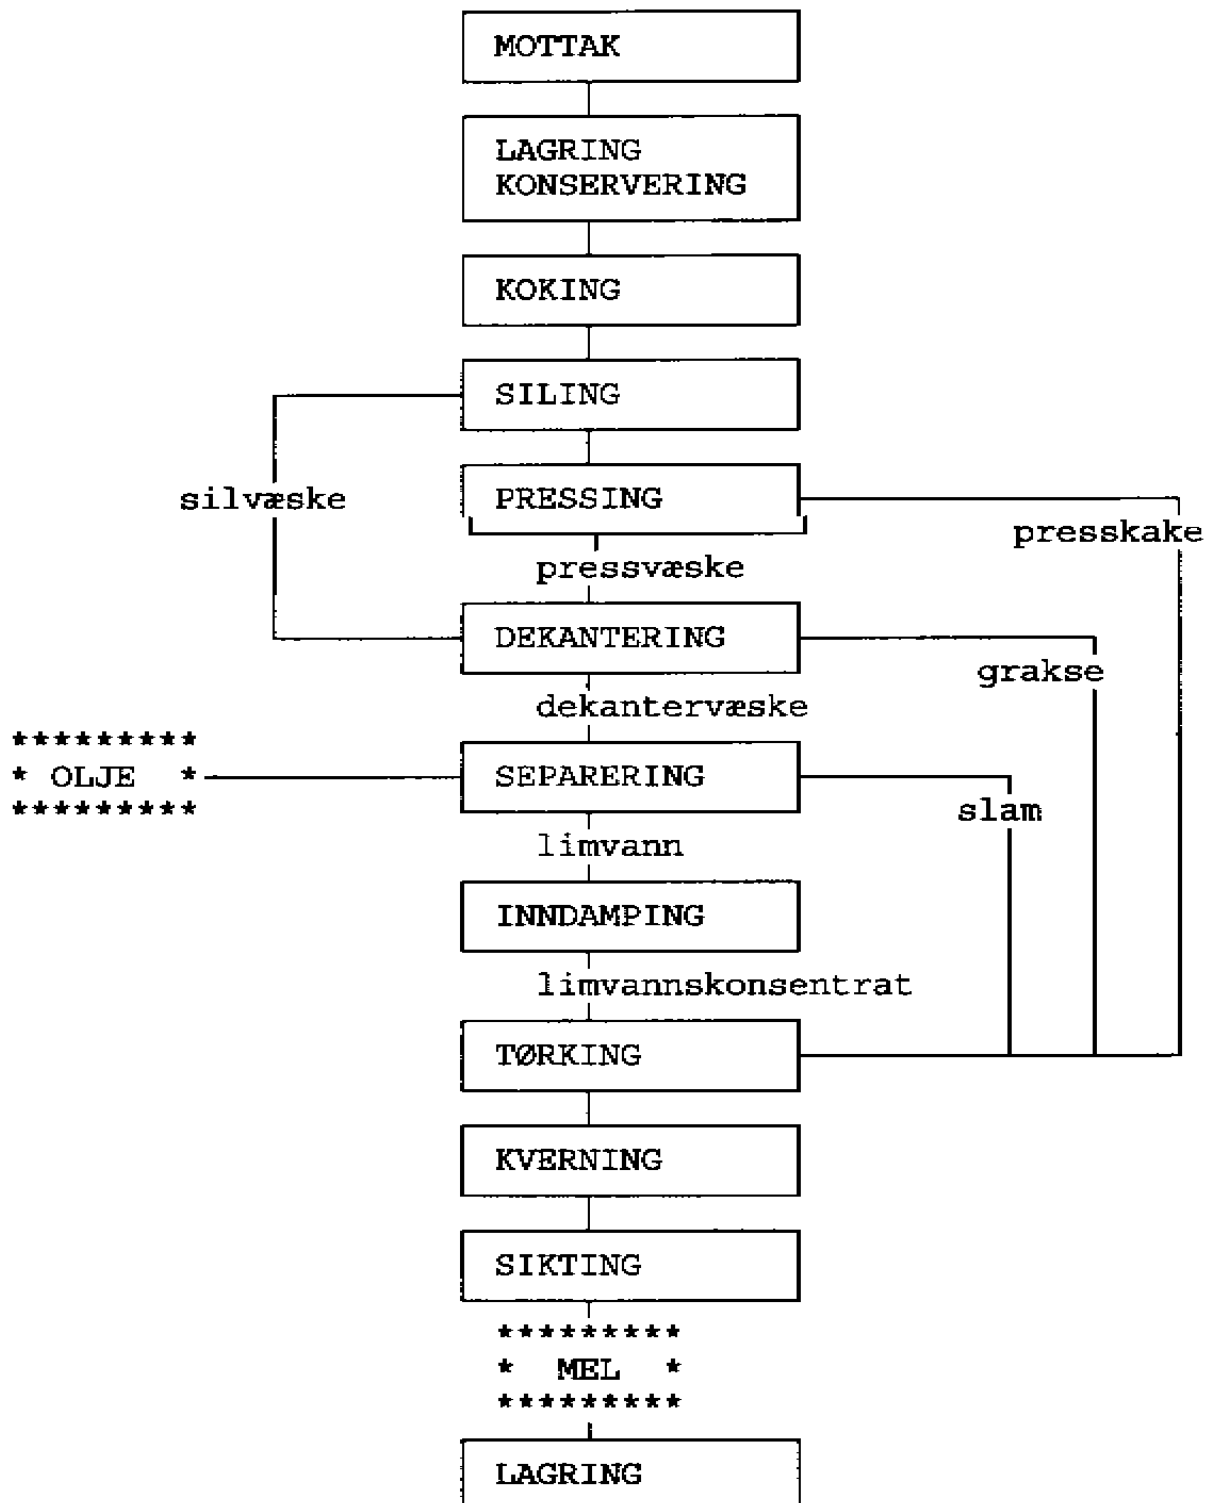 MOTTAK
LAGRING
KONSERVERING
KOKING
SILING
silvæske
PRESSING
presskake
pressvæske
DEKANTERING
grakse
dekantervæske
*********
* OLJE *
*********
SEPARERING
slam
limvann
INNDAMPING
limvannskonsentrat
TØRKING
KVERNING
SIKTING
*********
* MEL *
*********
LAGRING